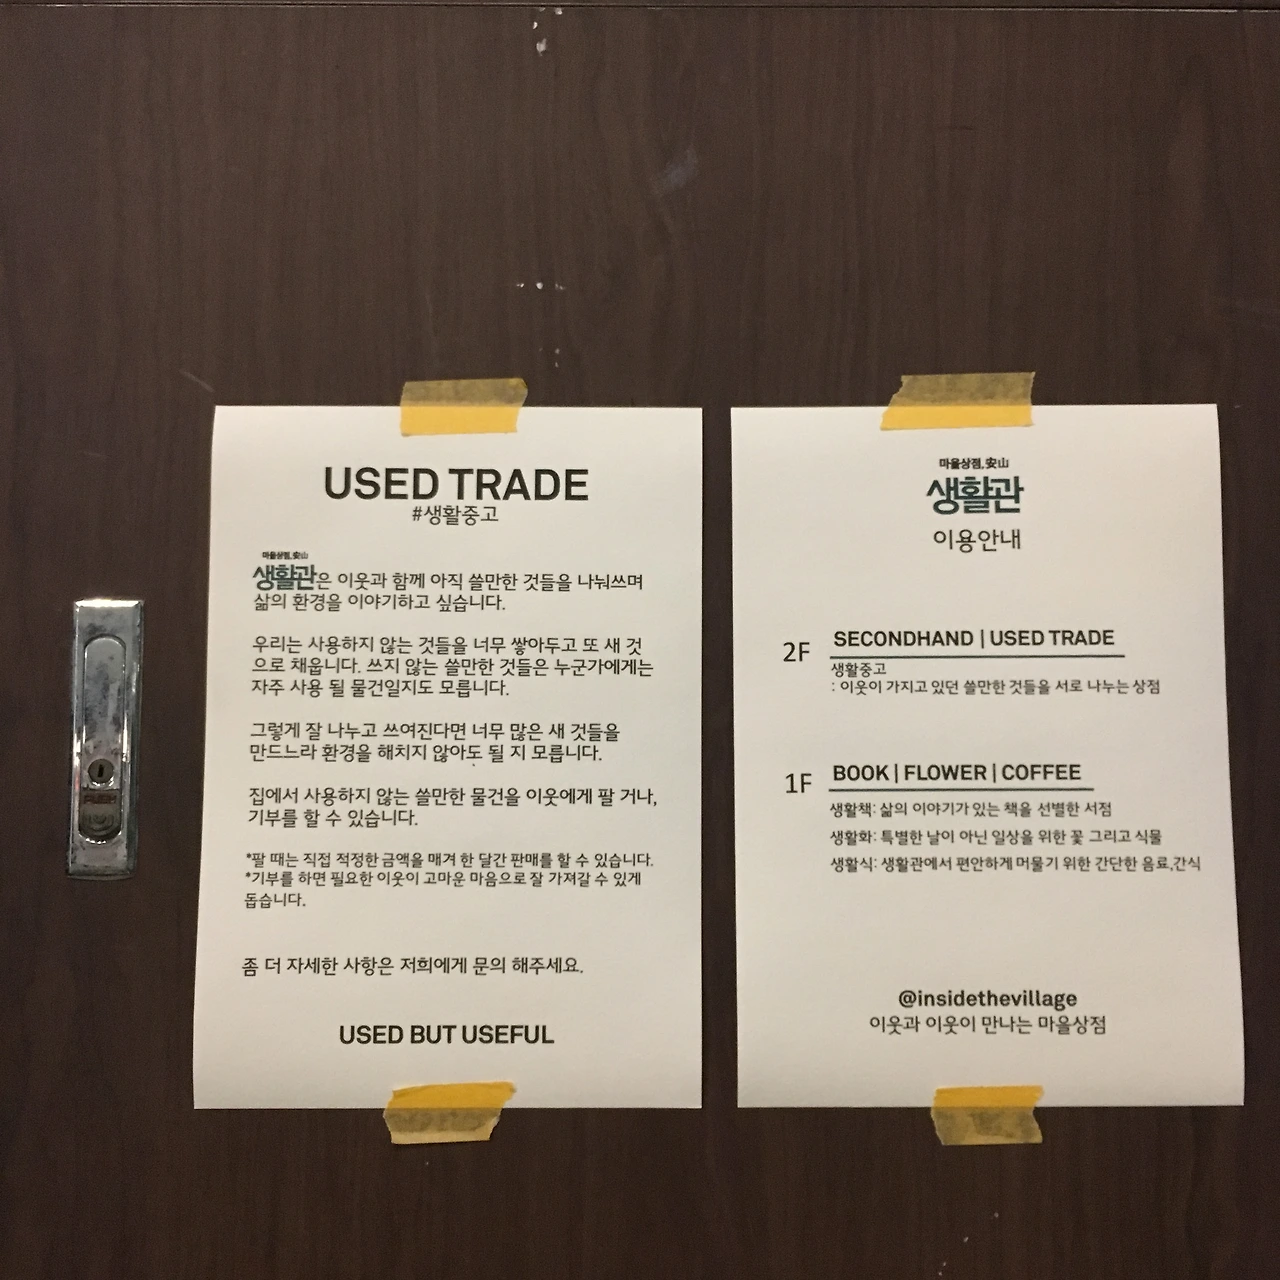 USED TRADE
#생활중고
마을상점,安山
생활관은 이웃과 함께 아직 쓸만한 것들을 나눠쓰며
삶의 환경을 이야기하고 싶습니다.
우리는 사용하지 않는 것들을 너무 쌓아두고 또 새 것
으로 채웁니다. 쓰지 않는 쓸만한 것들은 누군가에게는
자주 사용 될 물건일지도 모릅니다.
그렇게 잘 나누고 쓰여진다면 너무 많은 새 것들을
만드느라 환경을 해치지 않아도 될 지 모릅니다.
집에서 사용하지 않는 쓸만한 물건을 이웃에게 팔 거나,
기부를 할 수 있습니다.
*팔 때는 직접 적정한 금액을 매겨 한 달간 판매를 할 수 있습니다.
*기부를 하면 필요한 이웃이 고마운 마음으로 잘 가져갈 수 있게
돕습니다.
좀 더 자세한 사항은 저희에게 문의 해주세요.
USED BUT USEFUL
마을상점,安山
생활관
이용안내
2F SECONDHAND | USED TRADE
생활중고
: 이웃이 가지고 있던 쓸만한 것들을 서로 나누는 상점
1F BOOK | FLOWER | COFFEE
생활책: 삶의 이야기가 있는 책을 선별한 서점
생활화: 특별한 날이 아닌 일상을 위한 꽃 그리고 식물
생활식: 생활관에서 편안하게 머물기 위한 간단한 음료,간식
@insidethevillage
이웃과 이웃이 만나는 마을상점
PUSH